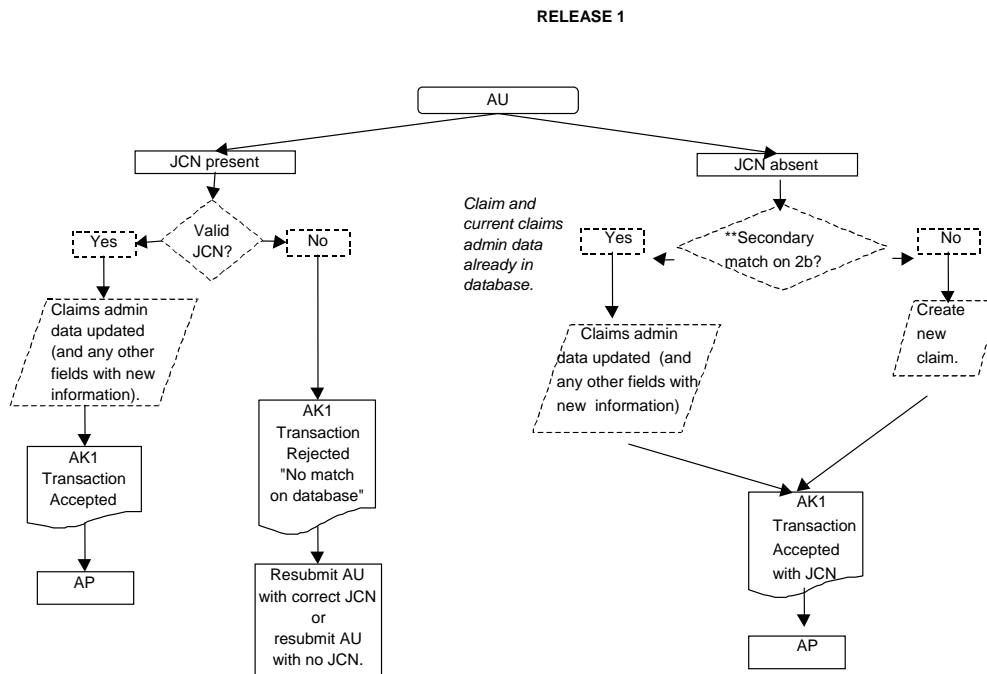 RELEASE 1
AU
JCN present
JCN absent
Valid
JCN?
Yes
No
Claim and
current claims
admin data
already in
database.
Yes
**Secondary
match on 2b?
No
Claims admin
data updated
(and any other
fields with new
information).
Claims admin
data updated (and
any other fields with
new information)
Create
new
claim.
AK1
Transaction
Accepted
AK1
Transaction
Rejected
"No match
on database"
AK1
Transaction
Accepted
with JCN
AP
Resubmit AU
with correct JCN
or
resubmit AU
with no JCN.
AP